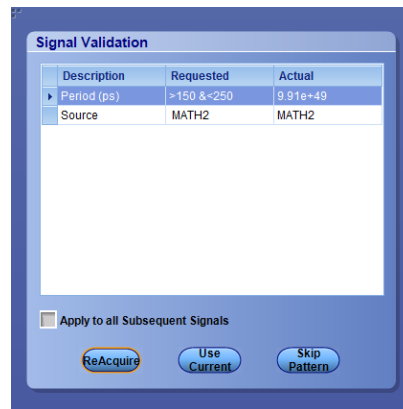 Signal Validation
Description Requested Actual
Period (ps) >150 &<250 9.91e+49
Source MATH2 MATH2
Apply to all Subsequent Signals
ReAcquire
Use
Current
Skip
Pattern